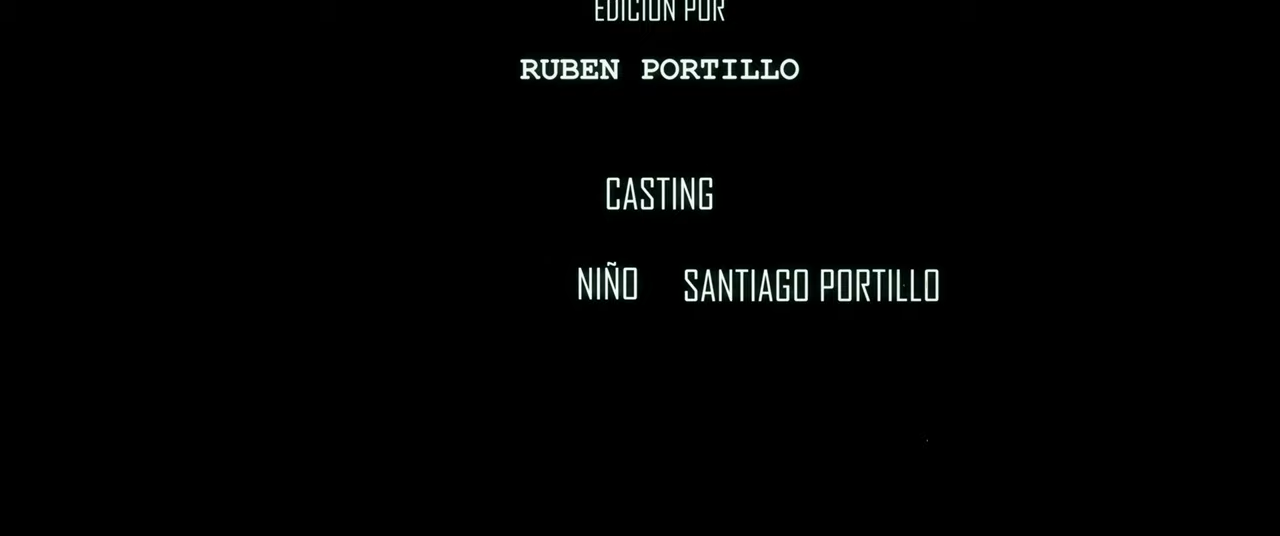 EDICION POR
RUBEN PORTILLO
CASTING
NIÑO SANTIAGO PORTILLO